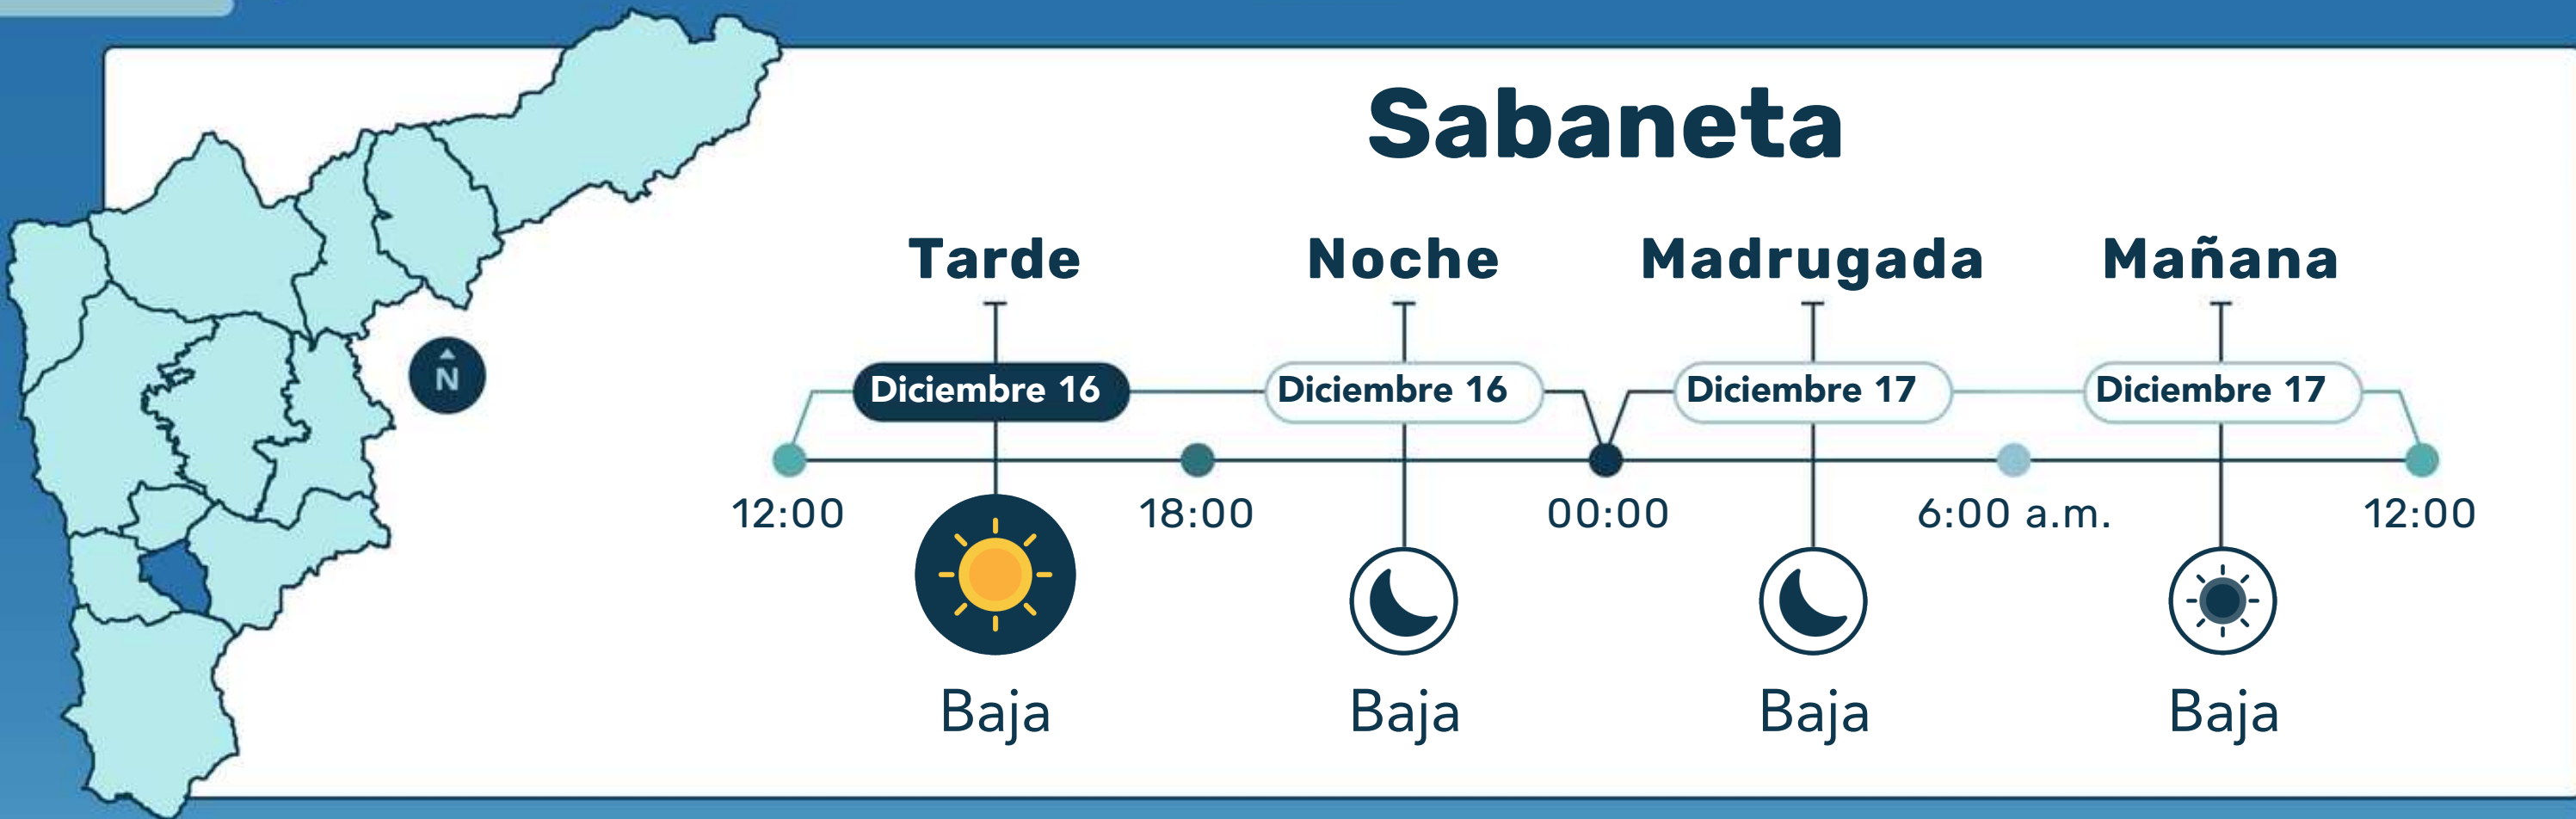 Sabaneta
Tarde Noche Madrugada Mañana
Diciembre 16 Diciembre 16 Diciembre 17 Diciembre 17
N
12:00 18:00 00:00 6:00 a.m. 12:00
Baja Baja Baja Baja